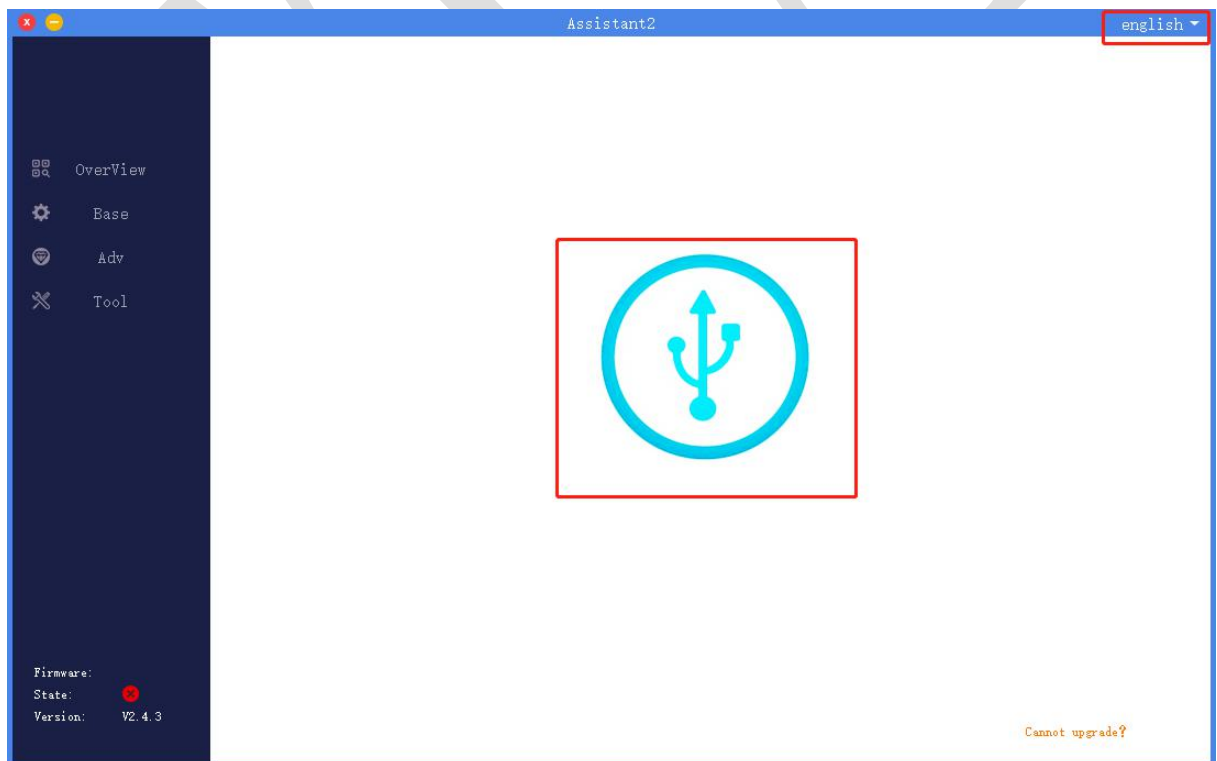 Assistant2
english
OverView
Base
Adv
Tool
Firmware:
State:
Version: V2.4.3
Cannot upgrade?